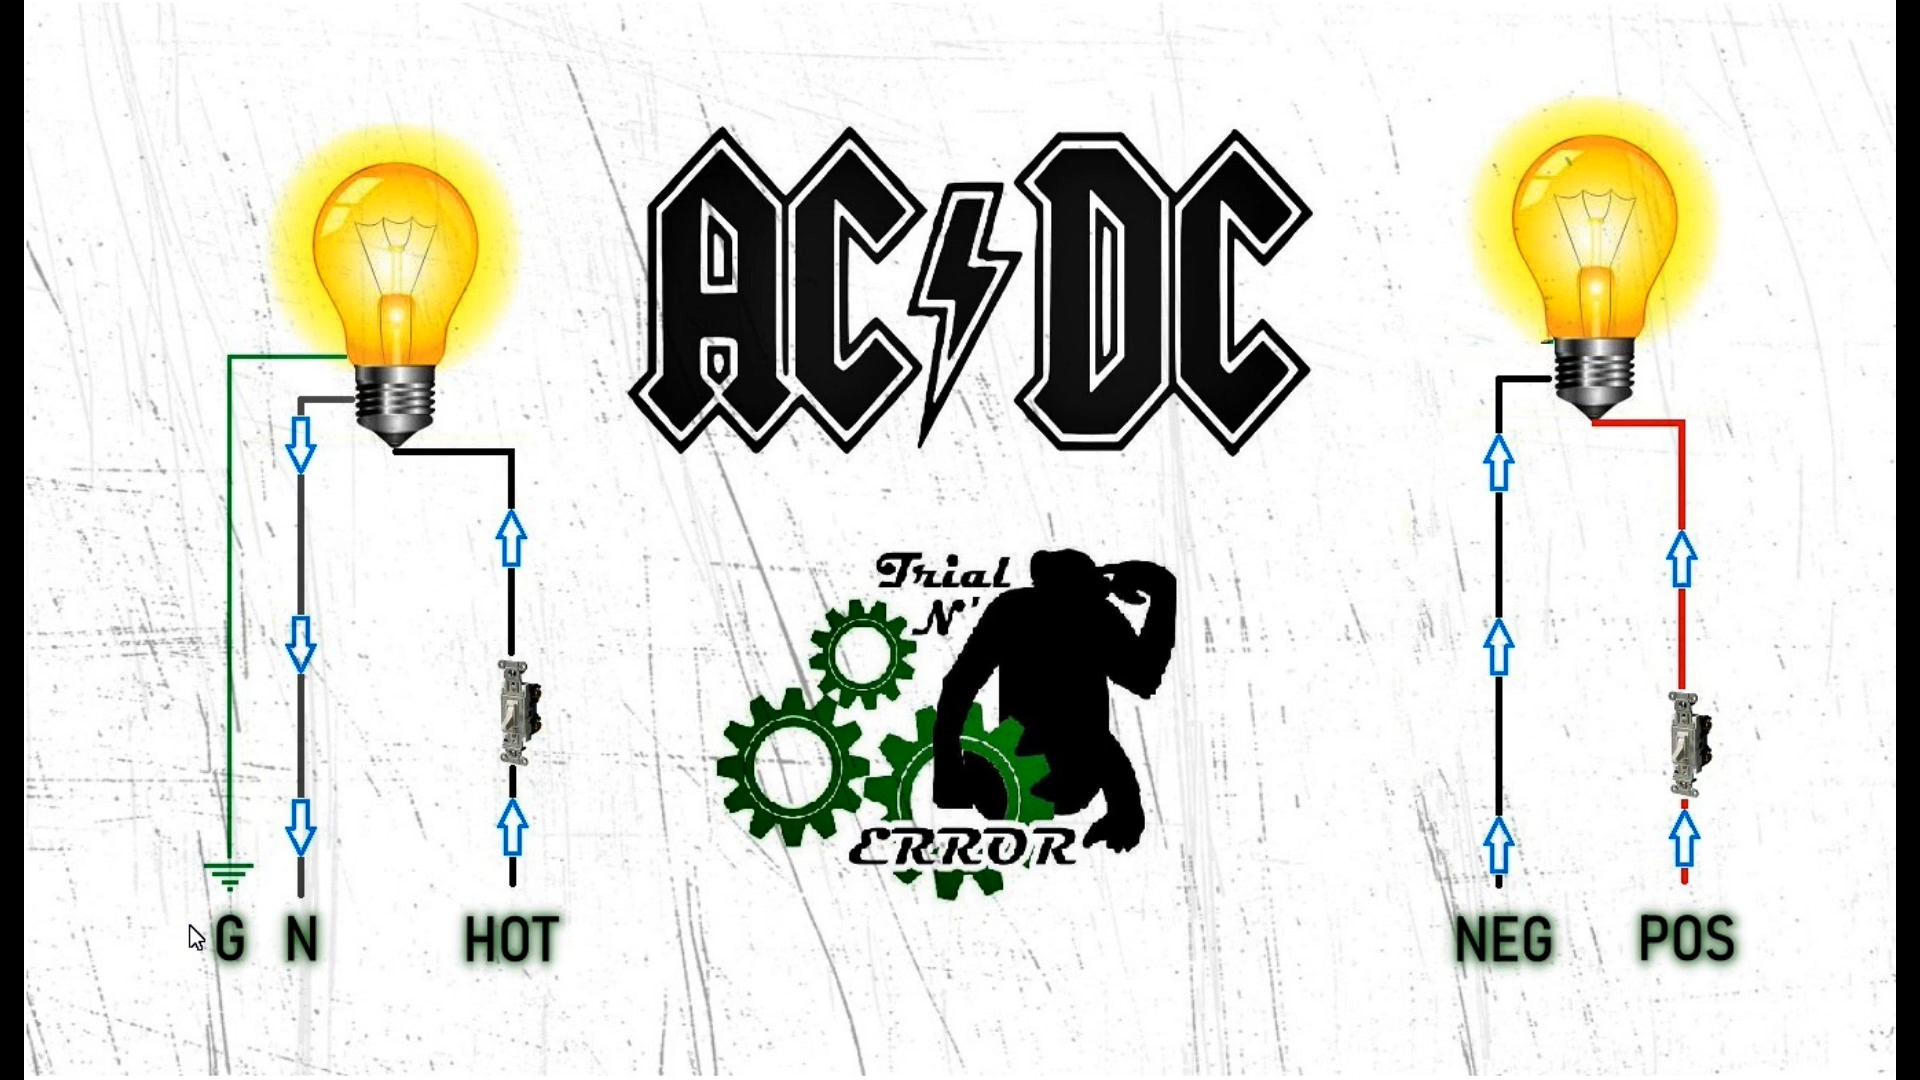 AC/DC
Trial
N'
ERROR
G N HOT
NEG POS